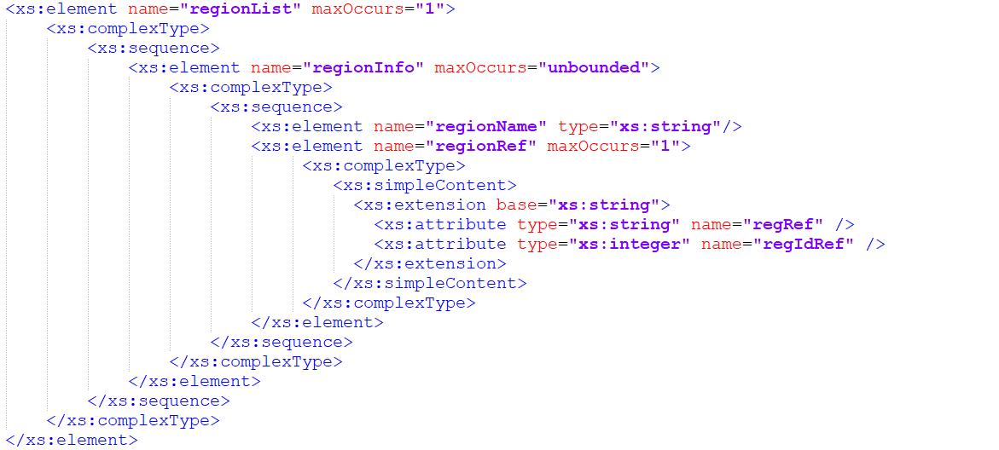 <xs:element name="regionList" maxOccurs="1">
<xs:complexType>
<xs:sequence>
<xs:element name="regionInfo" maxOccurs="unbounded">
<xs:complexType>
<xs:sequence>
<xs:element name="regionName" type="xs:string"/>
<xs:element name="regionRef" maxOccurs="1">
<xs:complexType>
<xs:simpleContent>
<xs:extension base="xs:string">
<xs:attribute type="xs:string" name="regRef" />
<xs:attribute type="xs:integer" name="regIdRef" />
</xs:extension>
</xs:simpleContent>
</xs:complexType>
</xs:element>
</xs:sequence>
</xs:complexType>
</xs:element>
</xs:sequence>
</xs:complexType>
</xs:element>